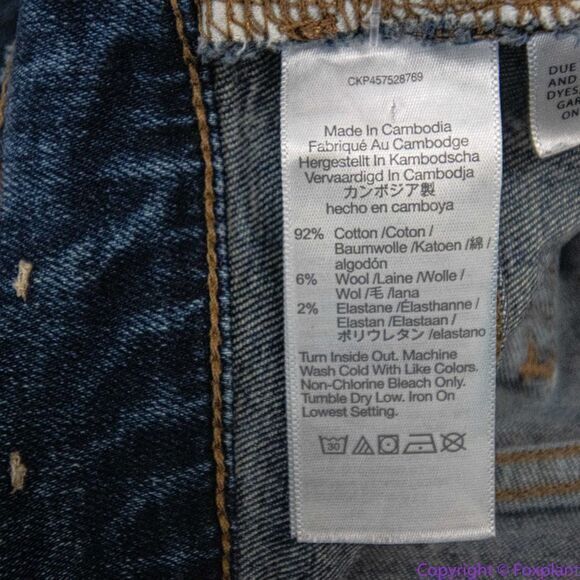 CKP457528769
Made In Cambodia
Fabriqué Au Cambodge
Hergestellt In Kambodscha
Vervaardigd In Cambodja
カンボジア製
hecho en camboya
92% Cotton /Coton/
Baumwolle /Katoen /綿 /
algodón
6% Wool /Laine /Wolle /
Wol /毛 /lana
2% Elastane /Élasthanne /
Elastan /Elastaan /
ポリウレタン /elastano
Turn Inside Out. Machine
Wash Cold With Like Colors.
Non-Chlorine Bleach Only.
Tumble Dry Low. Iron On
Lowest Setting.
30
DUE
AND
DYES
GAR
ON
Copyright © Foxplant